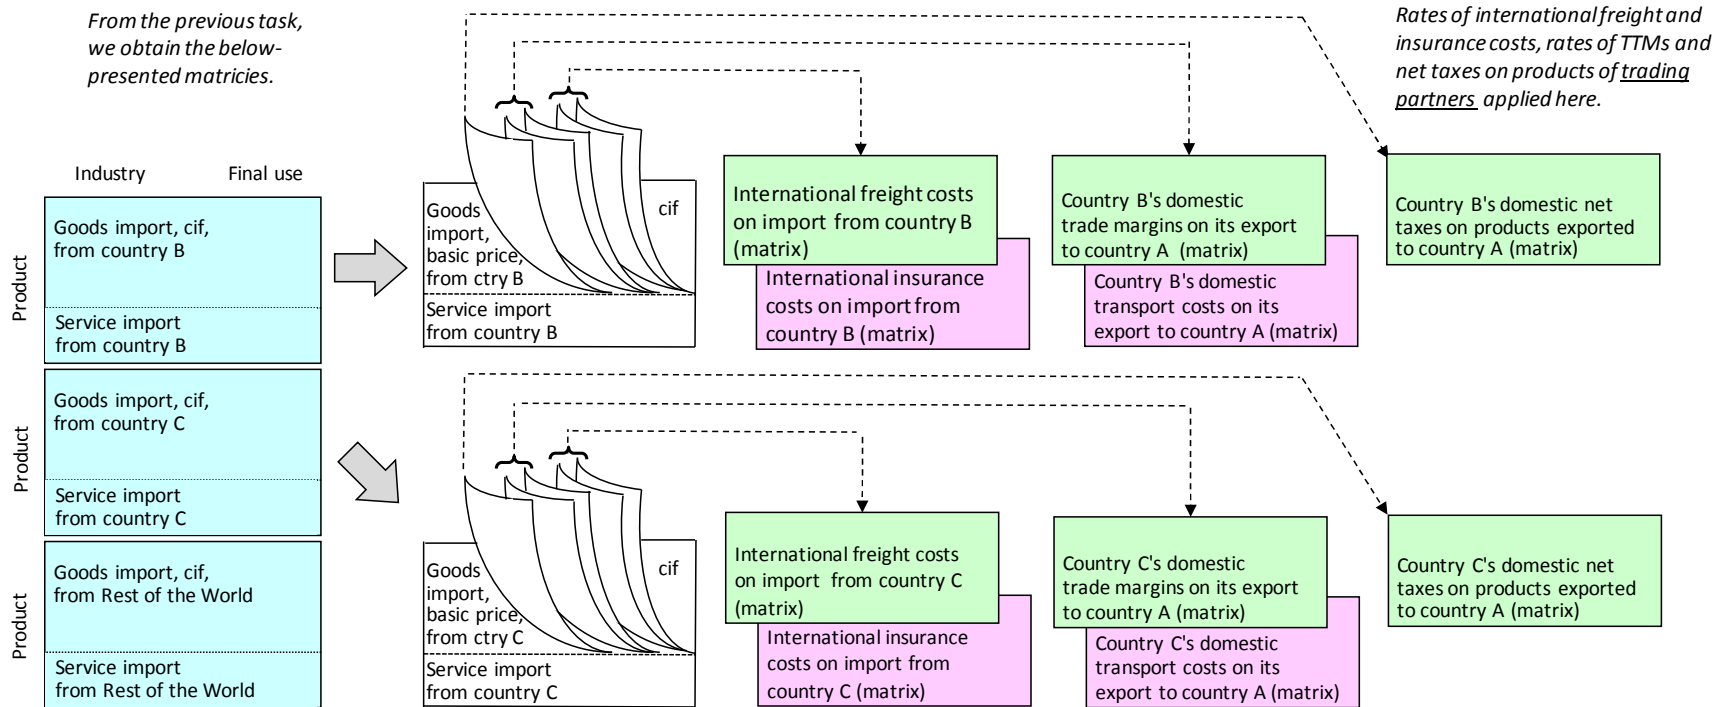 From the previous task,
we obtain the below-
presented matricies.
Rates of international freight and
insurance costs, rates of TTMs and
net taxes on products of trading
partners applied here.
Industry
Final use
Product
Goods import, cif,
from country B
Service import
from country B
Goods
import,
basic price,
from ctry B
cif
Service import
from country B
International freight costs
on import from country B
(matrix)
International insurance
costs on import from
country B (matrix)
Country B's domestic
trade margins on its export
to country A (matrix)
Country B's domestic
transport costs on its
export to country A (matrix)
Country B's domestic net
taxes on products exported
to country A (matrix)
Product
Goods import, cif,
from country C
Service import
from country C
Product
Goods import, cif,
from Rest of the World
Service import
from Rest of the World
Goods
import,
basic price,
from ctry C
cif
Service import
from country C
International freight costs
on import from country C
(matrix)
International insurance
costs on import from
country C (matrix)
Country C's domestic
trade margins on its export
to country A (matrix)
Country C's domestic
transport costs on its
export to country A (matrix)
Country C's domestic net
taxes on products exported
to country A (matrix)